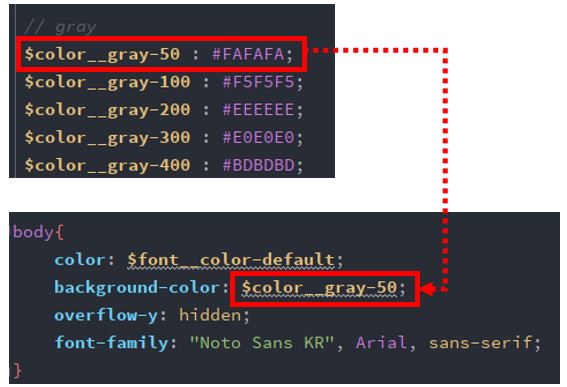 // gray
$color__gray-50 : #FAFAFA;
$color__gray-100 : #F5F5F5;
$color__gray-200 : #EEEEEE;
$color__gray-300 : #E0E0E0;
$color__gray-400 : #BDBDBD;
body{
color: $font__color-default;
background-color: $color__gray-50;
overflow-y: hidden;
font-family: "Noto Sans KR", Arial, sans-serif;
}